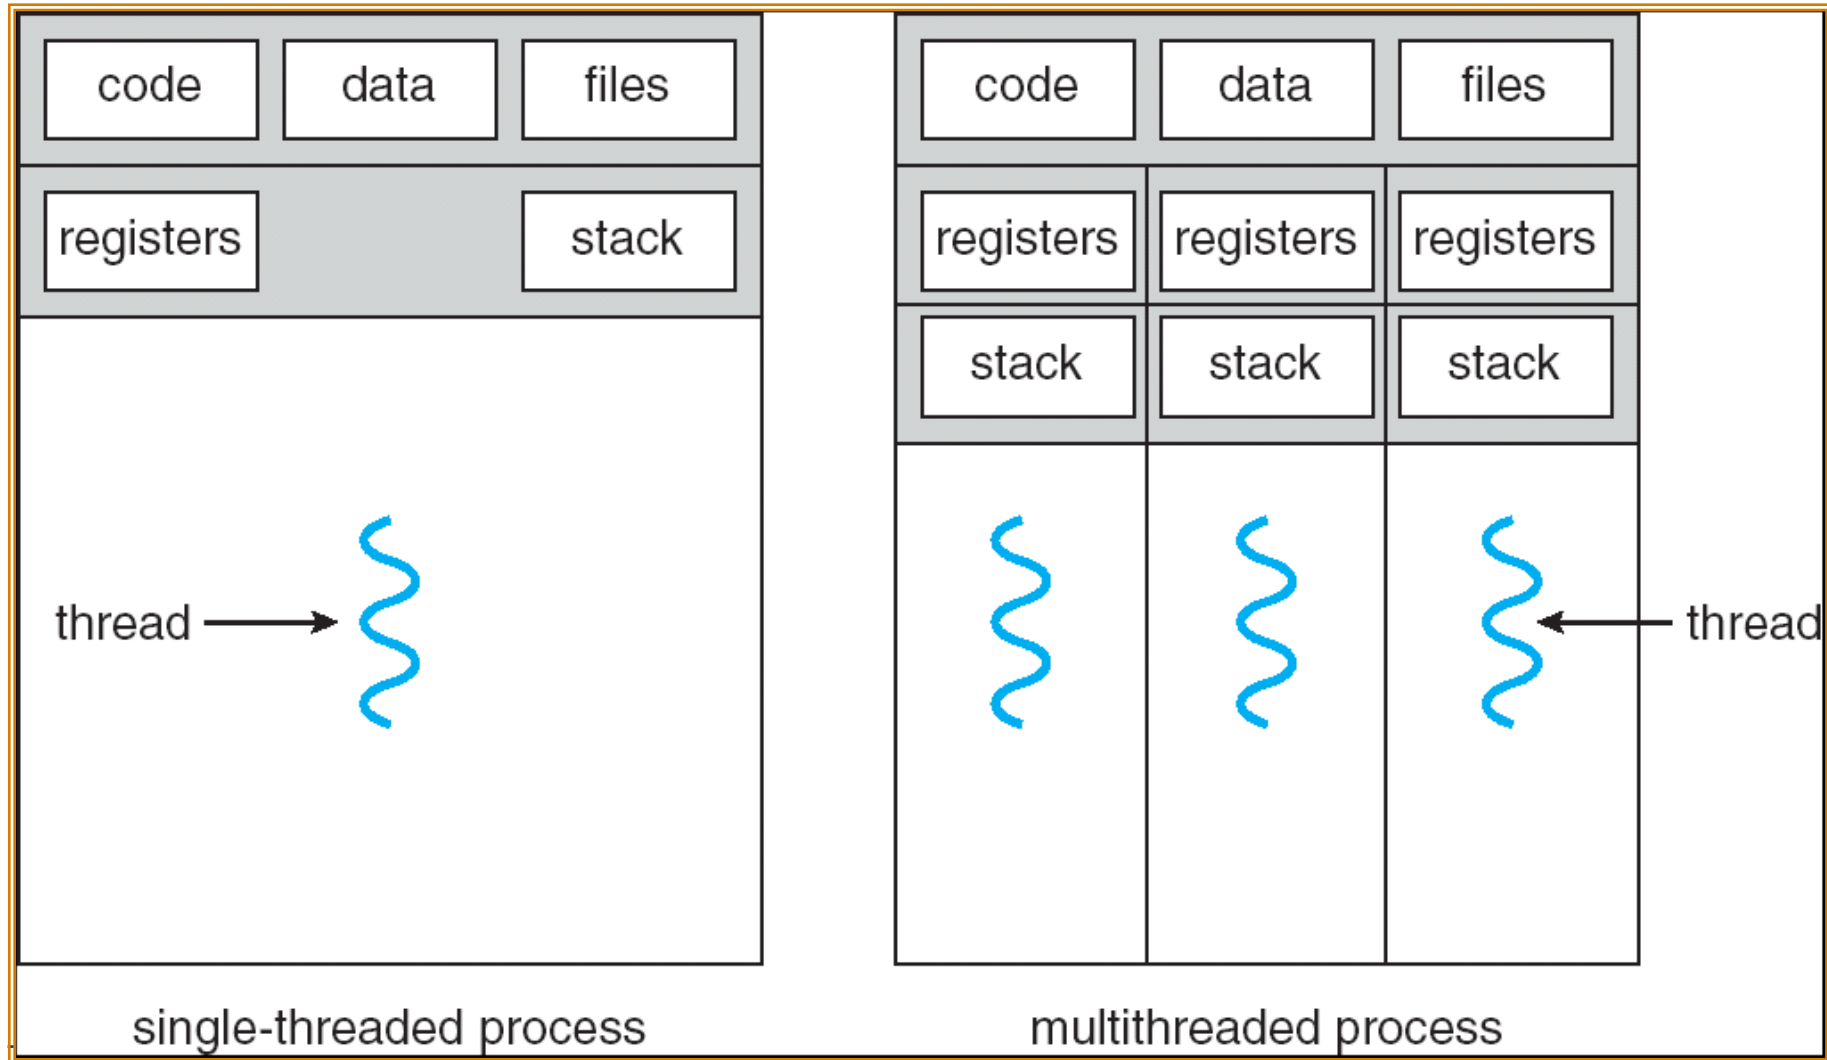 code data files
registers stack
thread
single-threaded process
code data files
registers registers registers
stack stack stack
thread
multithreaded process